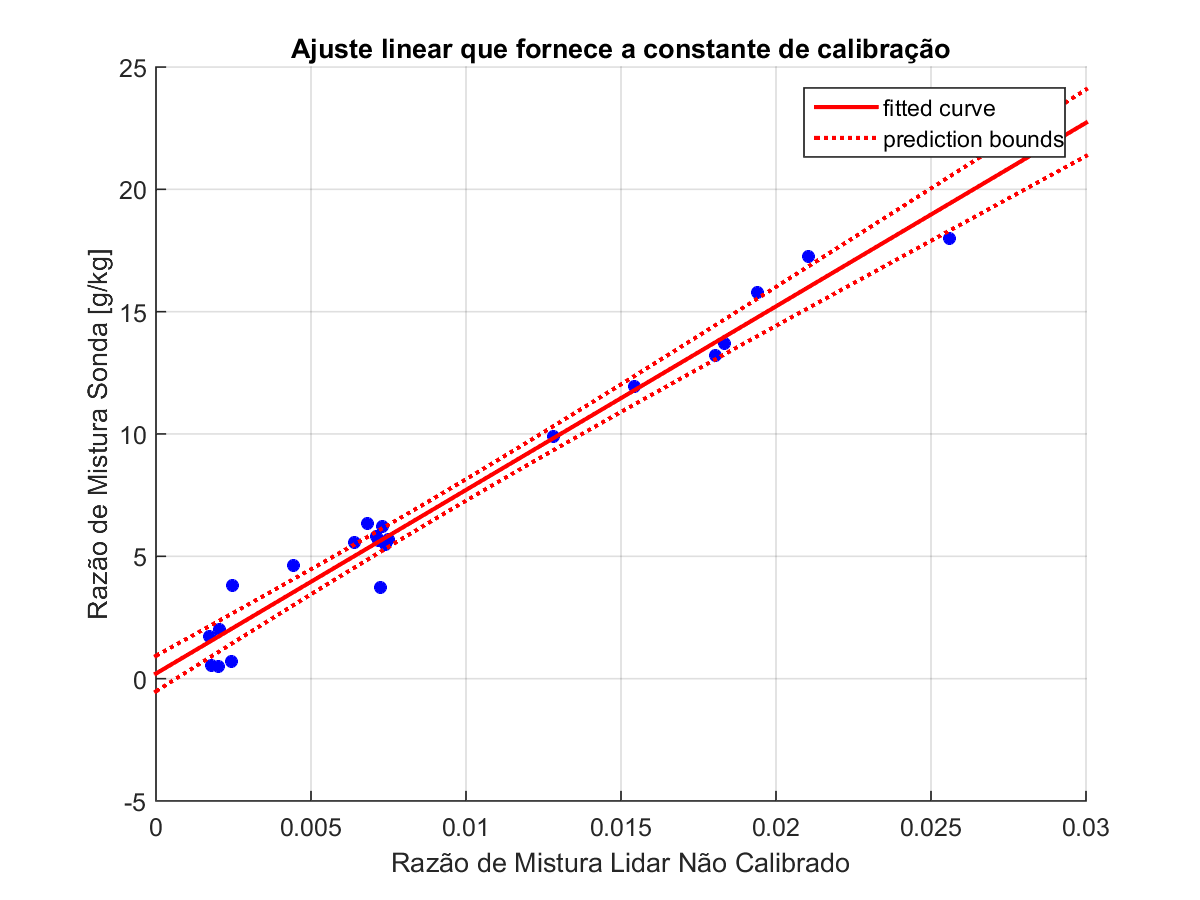 Ajuste linear que fornece a constante de calibração
fitted curve
prediction bounds
25
20
15
10
5
0
-5
Razão de Mistura Sonda [g/kg]
0
0.005
0.01
0.015
0.02
0.025
0.03
Razão de Mistura Lidar Não Calibrado